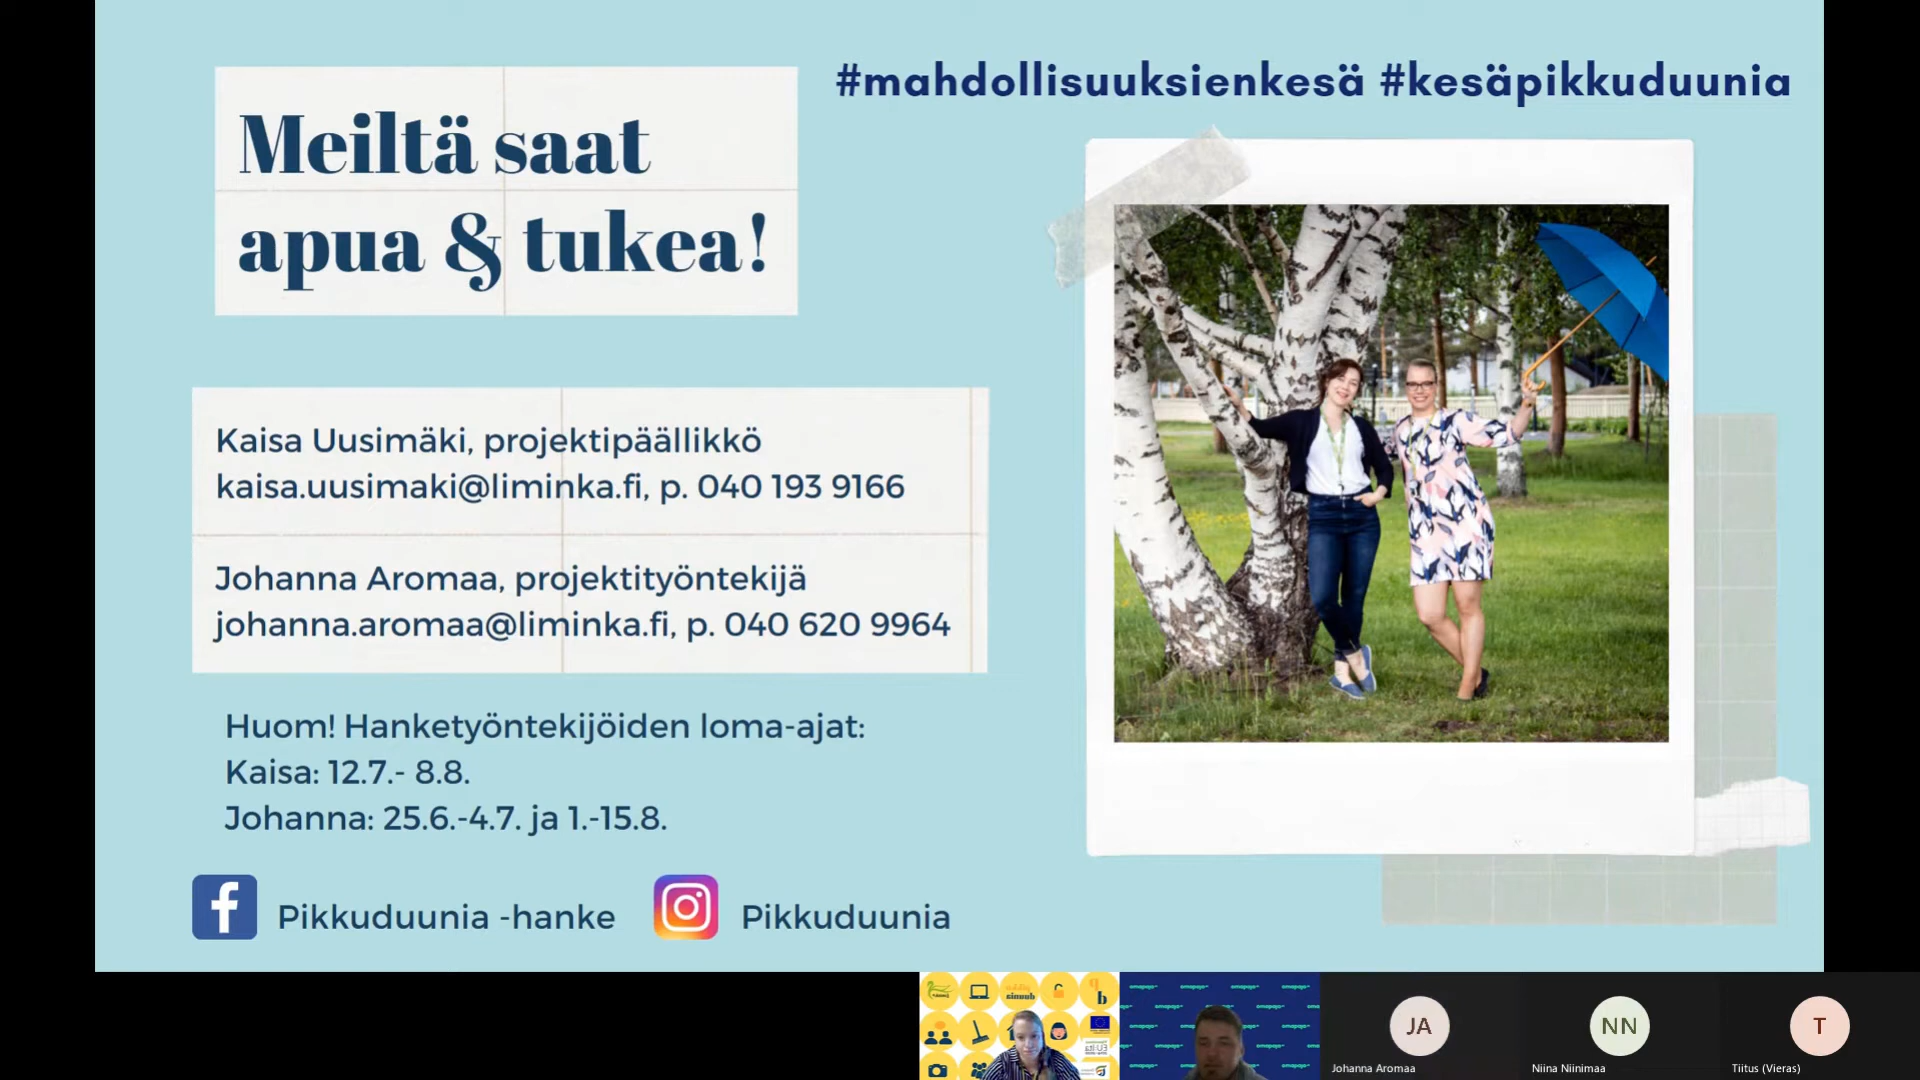 #mahdollisuuksienkesä #kesäpikkuduunia
Meiltä saat
apua & tukea!
Kaisa Uusimäki, projektipäällikkö
kaisa.uusimaki@liminka.fi, p. 040 193 9166
Johanna Aromaa, projektityöntekijä
johanna.aromaa@liminka.fi, p. 040 620 9964
Huom! Hanketyöntekijöiden loma-ajat:
Kaisa: 12.7.- 8.8.
Johanna: 25.6.-4.7. ja 1.-15.8.
Pikkuduunia -hanke
Pikkuduunia
JA
NN
T
Johanna Aromaa
Niina Niinimaa
Tiitus (Vieras)